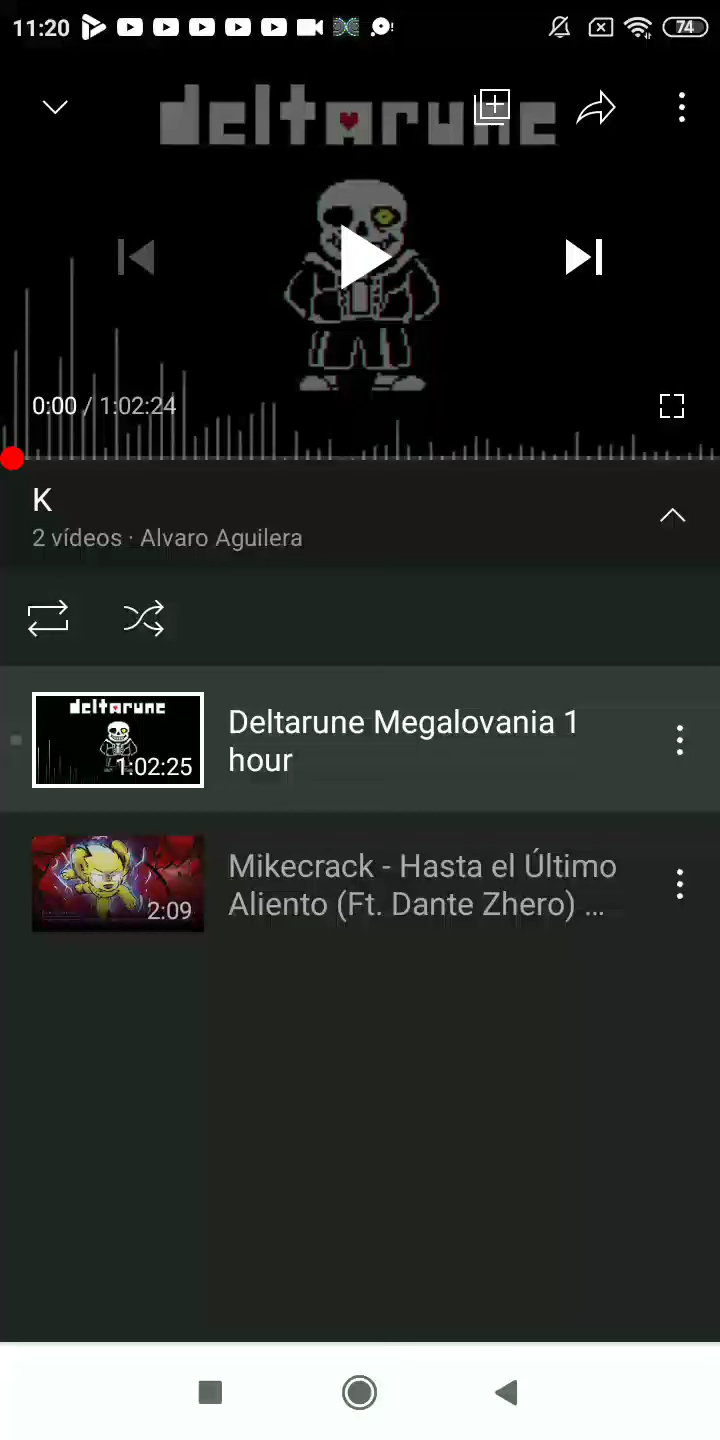 11:20
74
deltarune
0:00 / 1:02:24
K
2 vídeos · Alvaro Aguilera
deltarune
1:02:25
Deltarune Megalovania 1
hour
2:09
Mikecrack - Hasta el Último
Aliento (Ft. Dante Zhero) ...